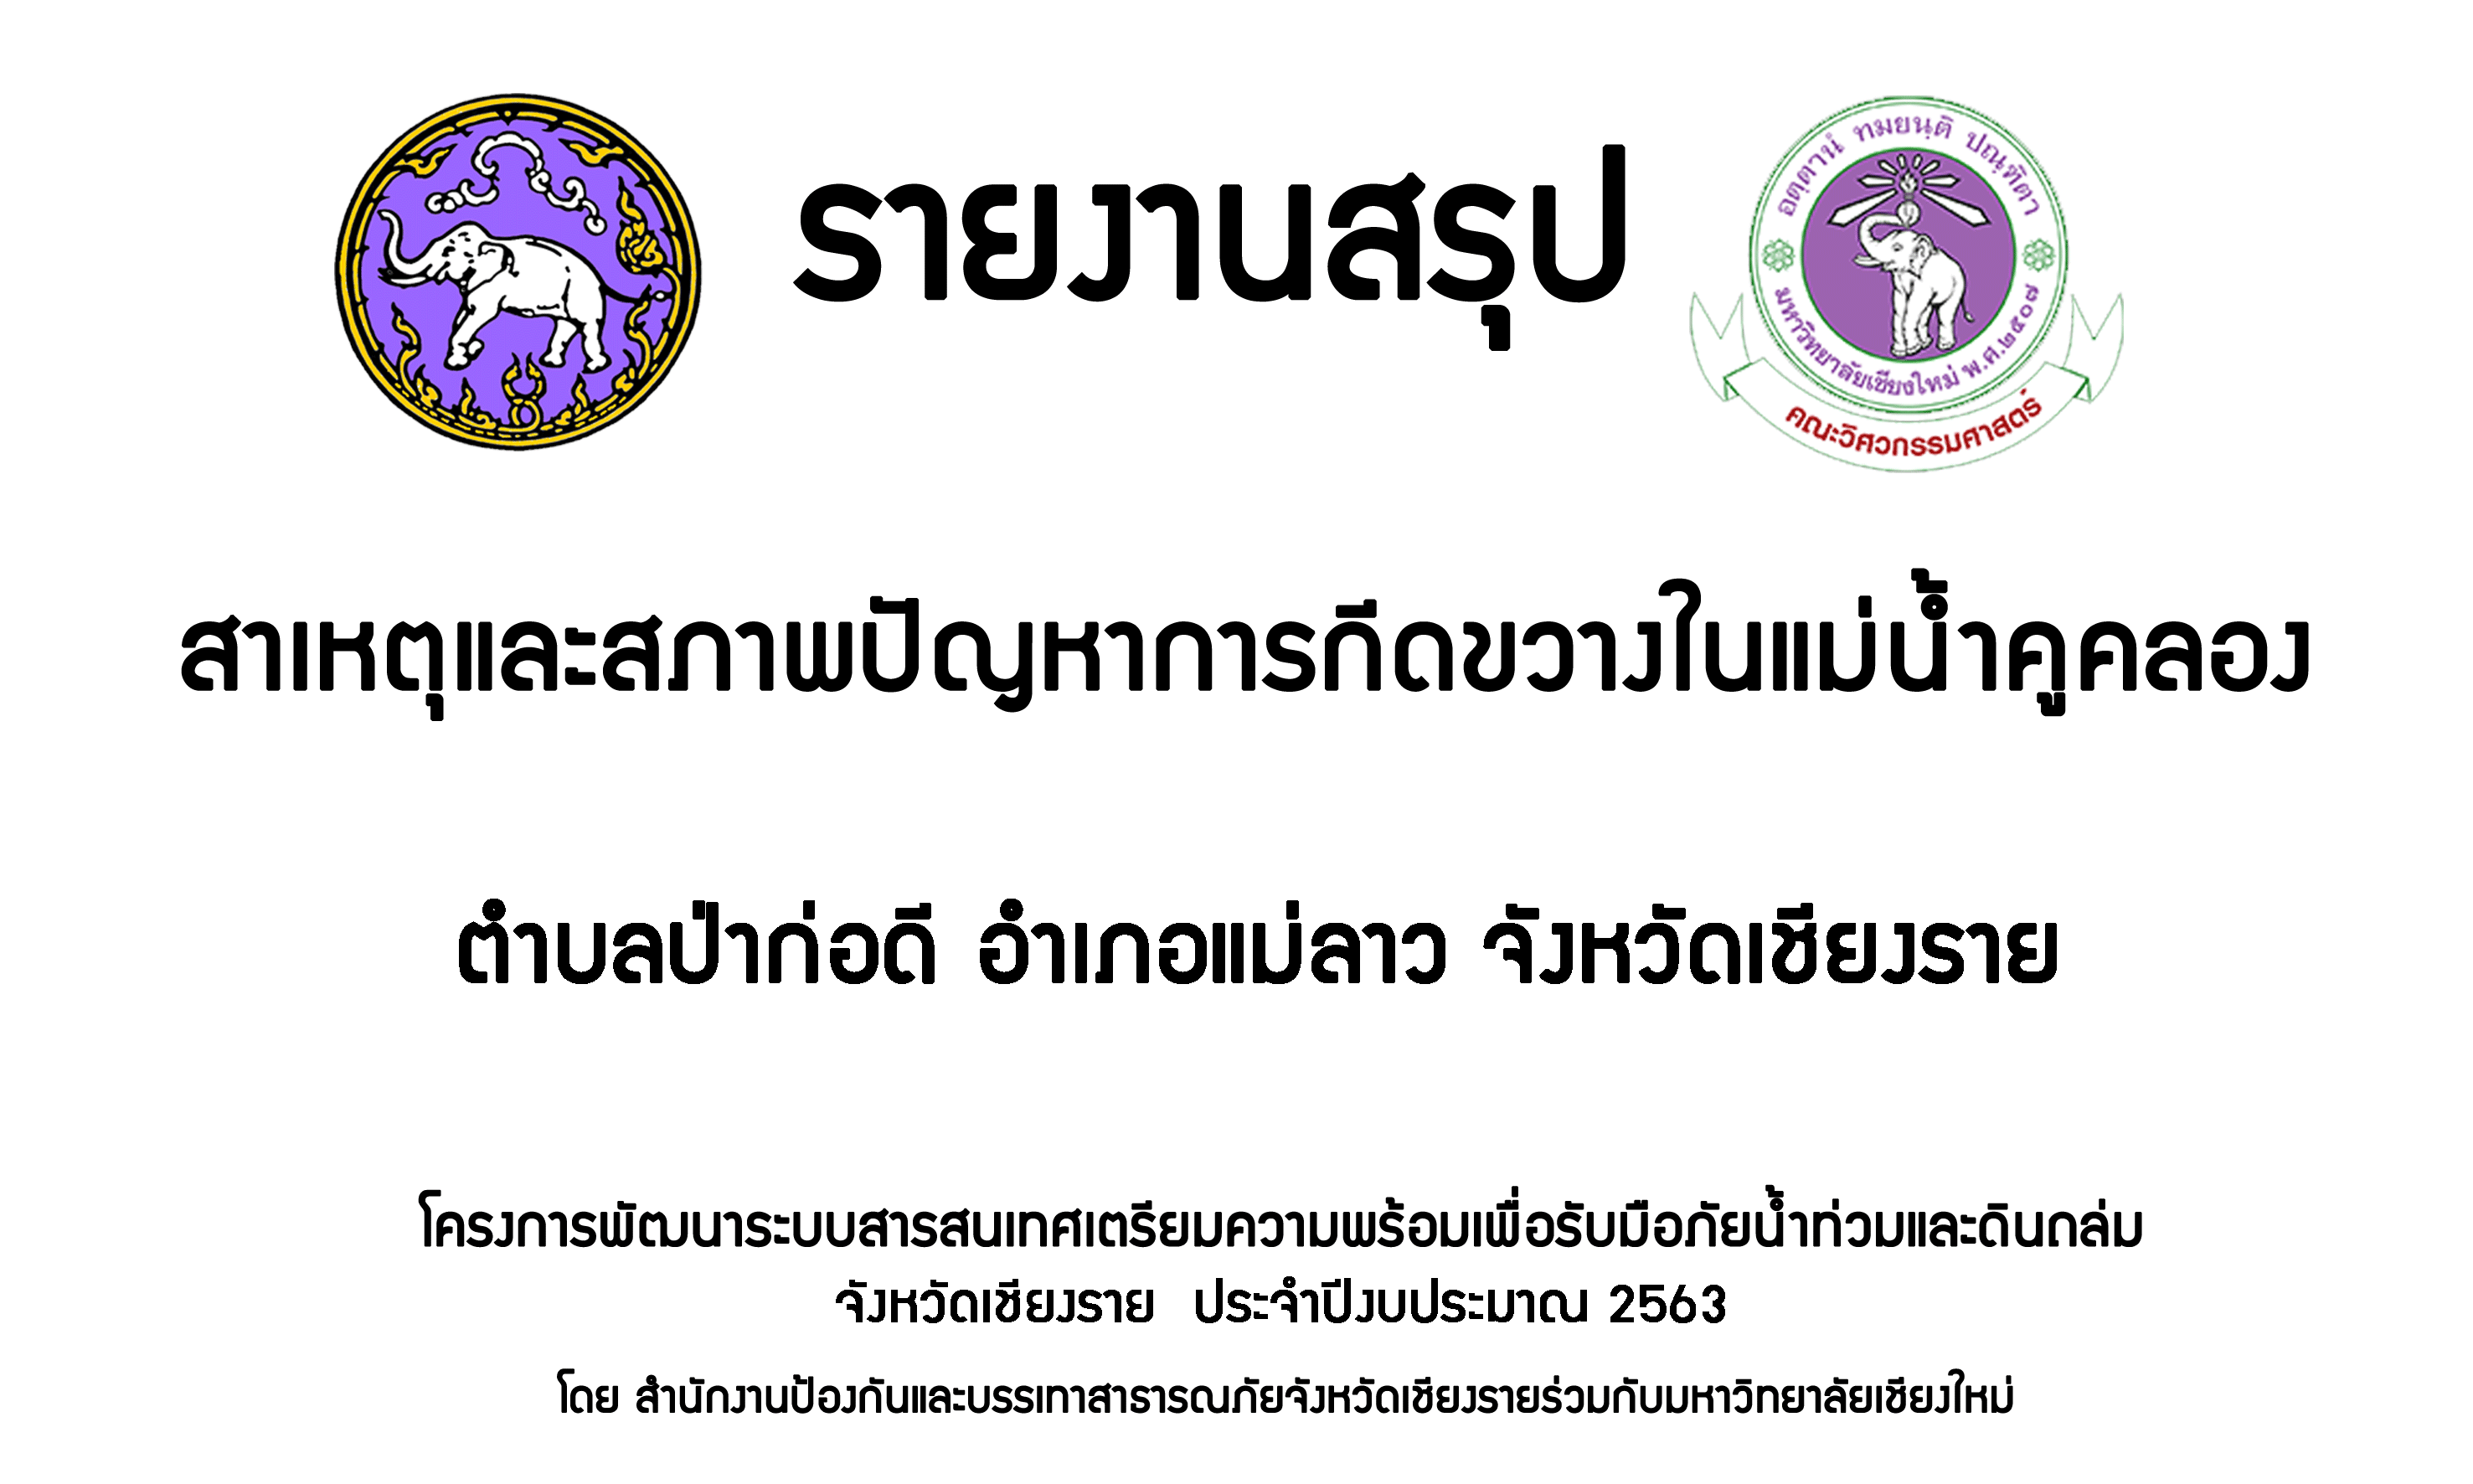 รายงานสรุป
อตฺตานํ ทมยนฺติ ปณฺฑิตา
มหาวิทยาลัยเชียงใหม่ พ.ศ.๒๕๐๗
คณะวิศวกรรมศาสตร์
สาเหตุและสภาพปัญหาการกีดขวางในแม่น้ำคูคลอง
ตำบลป่าก่อดี อำเภอแม่ลาว จังหวัดเชียงราย
โครงการพัฒนาระบบสารสนเทศเตรียมความพร้อมเพื่อรับมือภัยน้ำท่วมและดินถล่ม
จังหวัดเชียงราย ประจำปีงบประมาณ 2563
โดย สำนักงานป้องกันและบรรเทาสาธารณภัยจังหวัดเชียงรายร่วมกับมหาวิทยาลัยเชียงใหม่